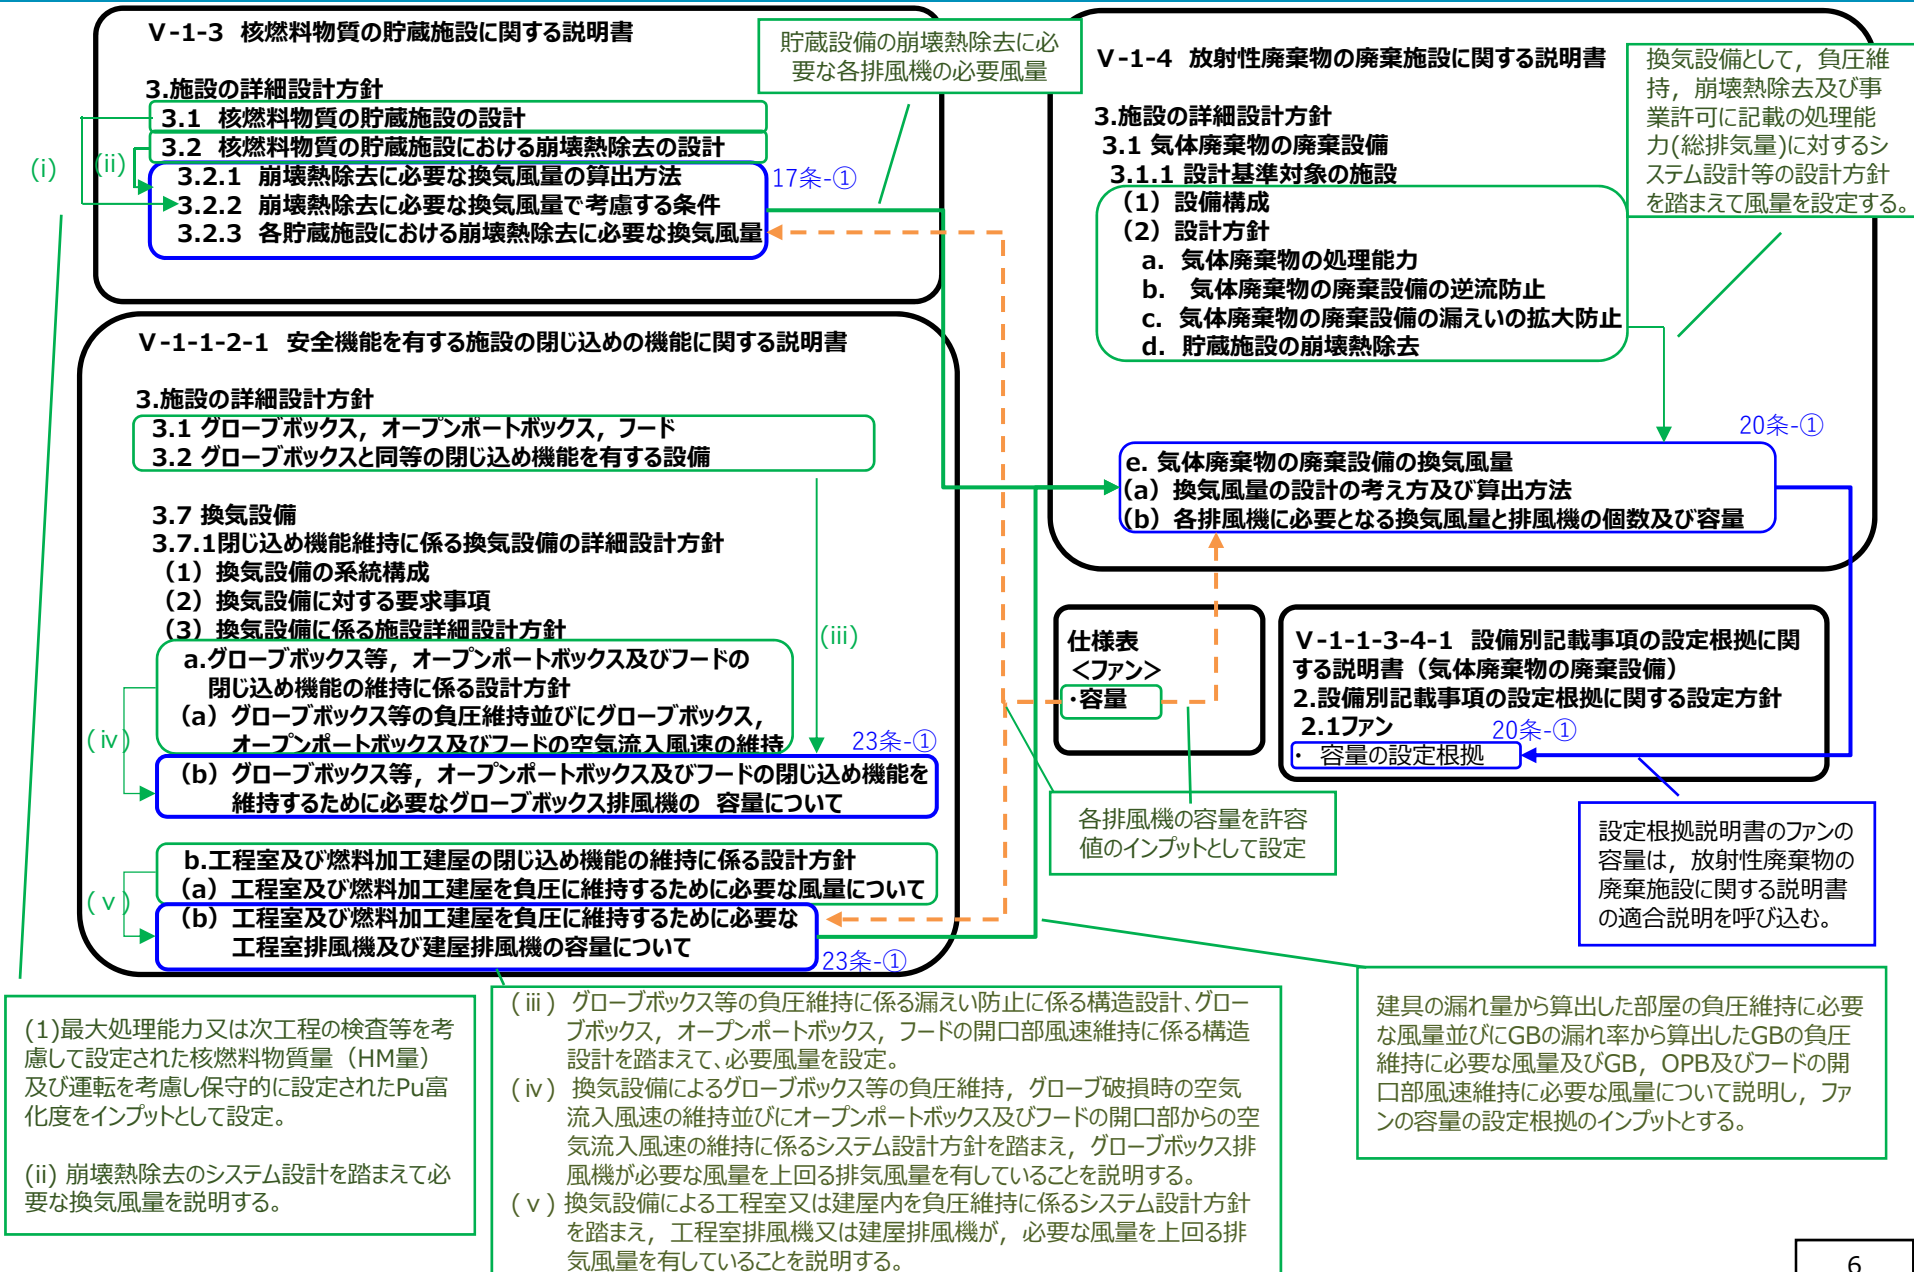 Ⅴ-1-3 核燃料物質の貯蔵施設に関する説明書
3.施設の詳細設計方針
3.1 核燃料物質の貯蔵施設の設計
3.2 核燃料物質の貯蔵施設における崩壊熱除去の設計
3.2.1 崩壊熱除去に必要な換気風量の算出方法
3.2.2 崩壊熱除去に必要な換気風量で考慮する条件
3.2.3 各貯蔵施設における崩壊熱除去に必要な換気風量
(i)
(ii)
17条-①
貯蔵設備の崩壊熱除去に必
要な各排風機の必要風量
Ⅴ-1-4 放射性廃棄物の廃棄施設に関する説明書
3.施設の詳細設計方針
3.1 気体廃棄物の廃棄設備
3.1.1 設計基準対象の施設
(1) 設備構成
(2) 設計方針
a. 気体廃棄物の処理能力
b. 気体廃棄物の廃棄設備の逆流防止
c. 気体廃棄物の廃棄設備の漏えいの拡大防止
d. 貯蔵施設の崩壊熱除去
換気設備として，負圧維
持，崩壊熱除去及び事
業許可に記載の処理能
力(総排気量)に対するシ
ステム設計等の設計方針
を踏まえて風量を設定する。
20条-①
e. 気体廃棄物の廃棄設備の換気風量
(a) 換気風量の設計の考え方及び算出方法
(b) 各排風機に必要となる換気風量と排風機の個数及び容量
Ⅴ-1-1-2-1 安全機能を有する施設の閉じ込めの機能に関する説明書
3.施設の詳細設計方針
3.1 グローブボックス，オープンポートボックス，フード
3.2 グローブボックスと同等の閉じ込め機能を有する設備
3.7 換気設備
3.7.1閉じ込め機能維持に係る換気設備の詳細設計方針
(1) 換気設備の系統構成
(2) 換気設備に対する要求事項
(3) 換気設備に係る施設詳細設計方針
(iii)
a.グローブボックス等，オープンポートボックス及びフードの
閉じ込め機能の維持に係る設計方針
(a) グローブボックス等の負圧維持並びにグローブボックス，
オープンポートボックス及びフードの空気流入風速の維持
(ⅳ)
23条-①
(b) グローブボックス等，オープンポートボックス及びフードの閉じ込め機能を
維持するために必要なグローブボックス排風機の 容量について
b.工程室及び燃料加工建屋の閉じ込め機能の維持に係る設計方針
(a) 工程室及び燃料加工建屋を負圧に維持するために必要な風量について
(ⅴ)
(b) 工程室及び燃料加工建屋を負圧に維持するために必要な
工程室排風機及び建屋排風機の容量について
23条-①
仕様表
<ファン>
・容量
Ⅴ-1-1-3-4-1 設備別記載事項の設定根拠に関
する説明書（気体廃棄物の廃棄設備）
2.設備別記載事項の設定根拠に関する設定方針
2.1ファン
20条-①
・ 容量の設定根拠
各排風機の容量を許容
値のインプットとして設定
設定根拠説明書のファンの
容量は，放射性廃棄物の
廃棄施設に関する説明書
の適合説明を呼び込む。
(1)最大処理能力又は次工程の検査等を考
慮して設定された核燃料物質量（HM量）
及び運転を考慮し保守的に設定されたPu富
化度をインプットとして設定。
(ii) 崩壊熱除去のシステム設計を踏まえて必
要な換気風量を説明する。
(ⅲ) グローブボックス等の負圧維持に係る漏えい防止に係る構造設計、グロー
ブボックス，オープンポートボックス，フードの開口部風速維持に係る構造
設計を踏まえて、必要風量を設定。
(ⅳ) 換気設備によるグローブボックス等の負圧維持，グローブ破損時の空気
流入風速の維持並びにオープンポートボックス及びフードの開口部からの空
気流入風速の維持に係るシステム設計方針を踏まえ，グローブボックス排
風機が必要な風量を上回る排気風量を有していることを説明する。
(ⅴ) 換気設備による工程室又は建屋内を負圧維持に係るシステム設計方針
を踏まえ，工程室排風機又は建屋排風機が，必要な風量を上回る排
気風量を有していることを説明する。
建具の漏れ量から算出した部屋の負圧維持に必要
な風量並びにGBの漏れ率から算出したGBの負圧
維持に必要な風量及びGB，OPB及びフードの開
口部風速維持に必要な風量について説明し，ファ
ンの容量の設定根拠のインプットとする。
6